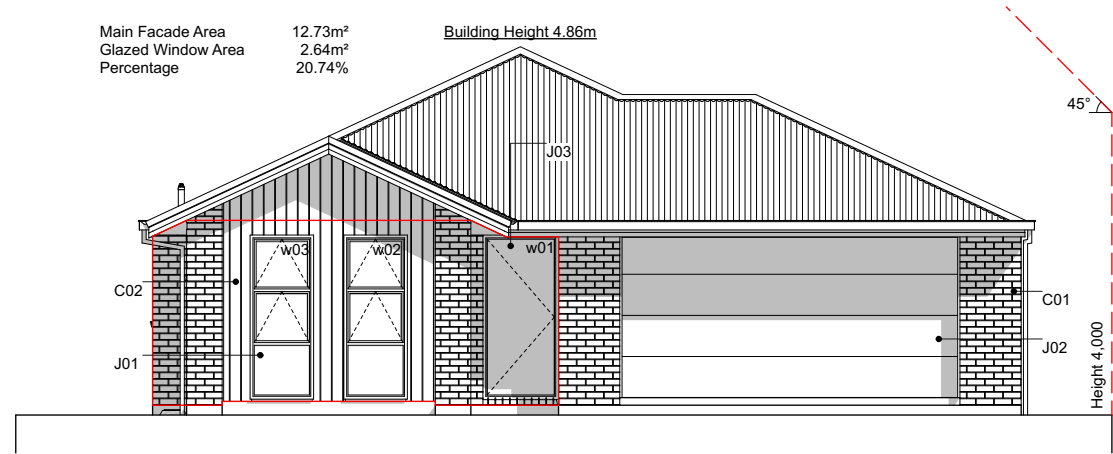 Main Facade Area 12.73m²
Glazed Window Area 2.64m²
Percentage 20.74%
Building Height 4.86m
45°
J03
w03
w02
w01
C02
C01
J01
J02
Height 4,000